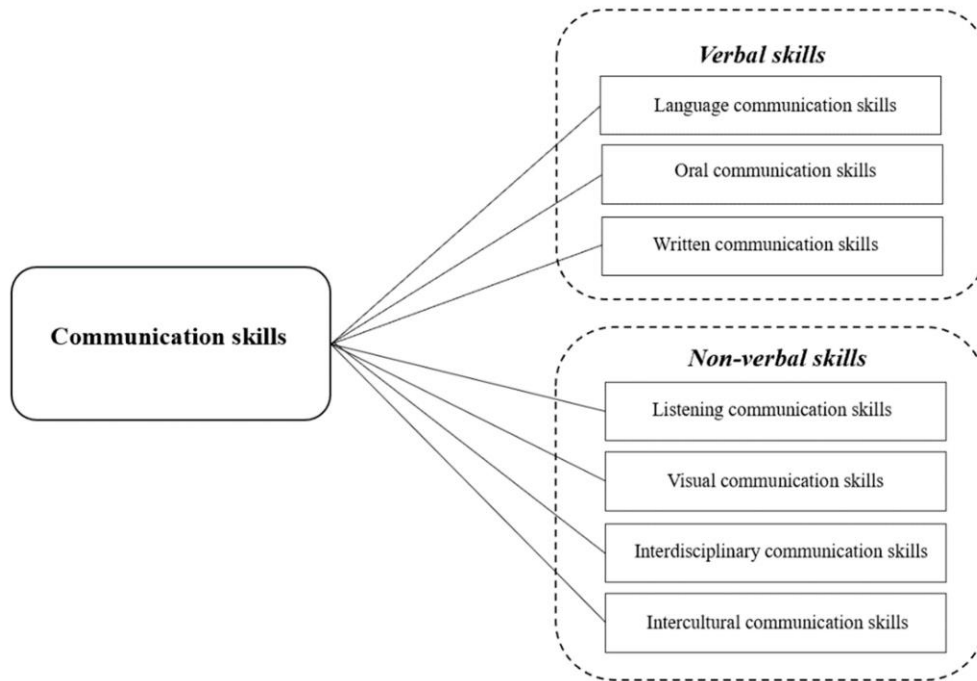 Verbal skills
Language communication skills
Oral communication skills
Written communication skills
Communication skills
Non-verbal skills
Listening communication skills
Visual communication skills
Interdisciplinary communication skills
Intercultural communication skills